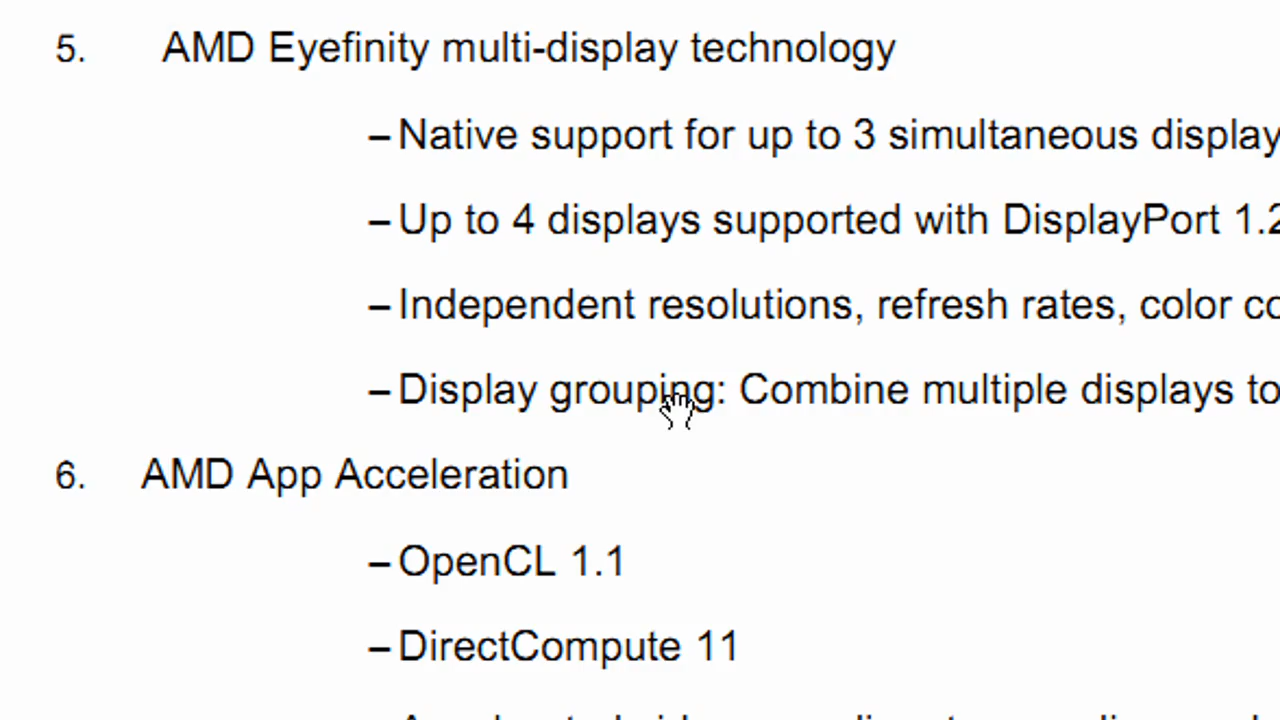 5. AMD Eyefinity multi-display technology
– Native support for up to 3 simultaneous display
– Up to 4 displays supported with DisplayPort 1.2
– Independent resolutions, refresh rates, color
– Display grouping: Combine multiple displays to
6. AMD App Acceleration
– OpenCL 1.1
– DirectCompute 11